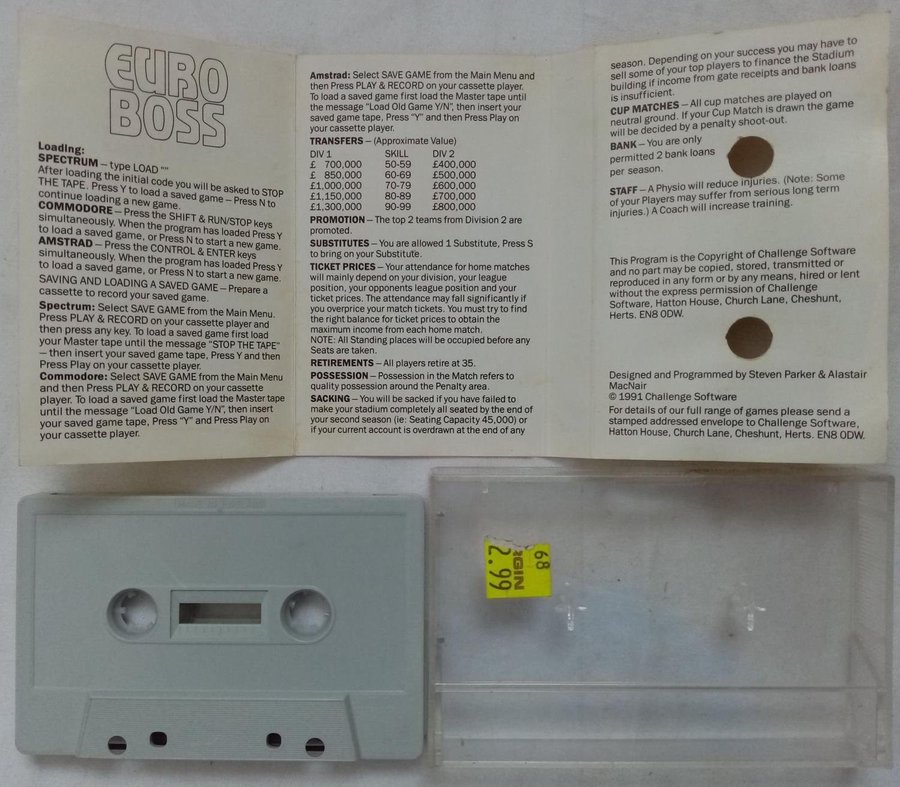 EURO
BOSS
Loading:
SPECTRUM – type LOAD ""
After loading the initial code you will be asked to STOP
THE TAPE. Press Y to load a saved game – Press N to
continue loading a new game.
COMMODORE – Press the SHIFT & RUN/STOP keys
simultaneously. When the program has loaded Press Y
to load a saved game, or Press N to start a new game.
AMSTRAD – Press the CONTROL & ENTER keys
simultaneously. When the program has loaded Press Y
to load a saved game, or Press N to start a new game.
SAVING AND LOADING A SAVED GAME – Prepare a
cassette to record your saved game.
Spectrum: Select SAVE GAME from the Main Menu.
Press PLAY & RECORD on your cassette player and
then press any key. To load a saved game first load
your Master tape until the message "STOP THE TAPE"
– then insert your saved game tape, Press Y and then
Press Play on your cassette player.
Commodore: Select SAVE GAME from the Main Menu
and then Press PLAY & RECORD on your cassette
player. To load a saved game first load the Master tape
until the message "Load Old Game Y/N", then insert
your saved game tape, Press "Y" and Press Play on
your cassette player.
Amstrad: Select SAVE GAME from the Main Menu and
then Press PLAY & RECORD on your cassette player.
To load a saved game first load the Master tape until
the message "Load Old Game Y/N", then insert your
saved game tape, Press "Y" and then Press Play on
your cassette player.
TRANSFERS – (Approximate Value)
DIV 1 SKILL DIV 2
£ 700,000 50-59 £400,000
£ 850,000 60-69 £500,000
£1,000,000 70-79 £600,000
£1,150,000 80-89 £700,000
£1,300,000 90-99 £800,000
PROMOTION – The top 2 teams from Division 2 are
promoted.
SUBSTITUTES – You are allowed 1 Substitute, Press S
to bring on your Substitute.
TICKET PRICES – Your attendance for home matches
will mainly depend on your division, your league
position, your opponents league position and your
ticket prices. The attendance may fall significantly if
you overprice your match tickets. You must try to find
the right balance for ticket prices to obtain the
maximum income from each home match.
NOTE: All Standing places will be occupied before any
Seats are taken.
RETIREMENTS – All players retire at 35.
POSSESSION – Possession in the Match refers to
quality possession around the Penalty area.
SACKING – You will be sacked if you have failed to
make your stadium completely all seated by the end of
your second season (ie: Seating Capacity 45,000) or
if your current account is overdrawn at the end of any
season. Depending on your success you may have to
sell some of your top players to finance the Stadium
building if income from gate receipts and bank loans
is insufficient.
CUP MATCHES – All cup matches are played on
neutral ground. If your Cup Match is drawn the game
will be decided by a penalty shoot-out.
BANK – You are only
permitted 2 bank loans
per season.
STAFF – A Physio will reduce injuries. (Note: Some
of your Players may suffer from serious long term
injuries.) A Coach will increase training.
This Program is the Copyright of Challenge Software
and no part may be copied, stored, transmitted or
reproduced in any form or by any means, hired or lent
without the express permission of Challenge
Software, Hatton House, Church Lane, Cheshunt,
Herts. EN8 0DW.
Designed and Programmed by Steven Parker & Alastair
MacNair
© 1991 Challenge Software
For details of our full range of games please send a
stamped addressed envelope to Challenge Software,
Hatton House, Church Lane, Cheshunt, Herts. EN8 0DW.
68
RGIN
2.99